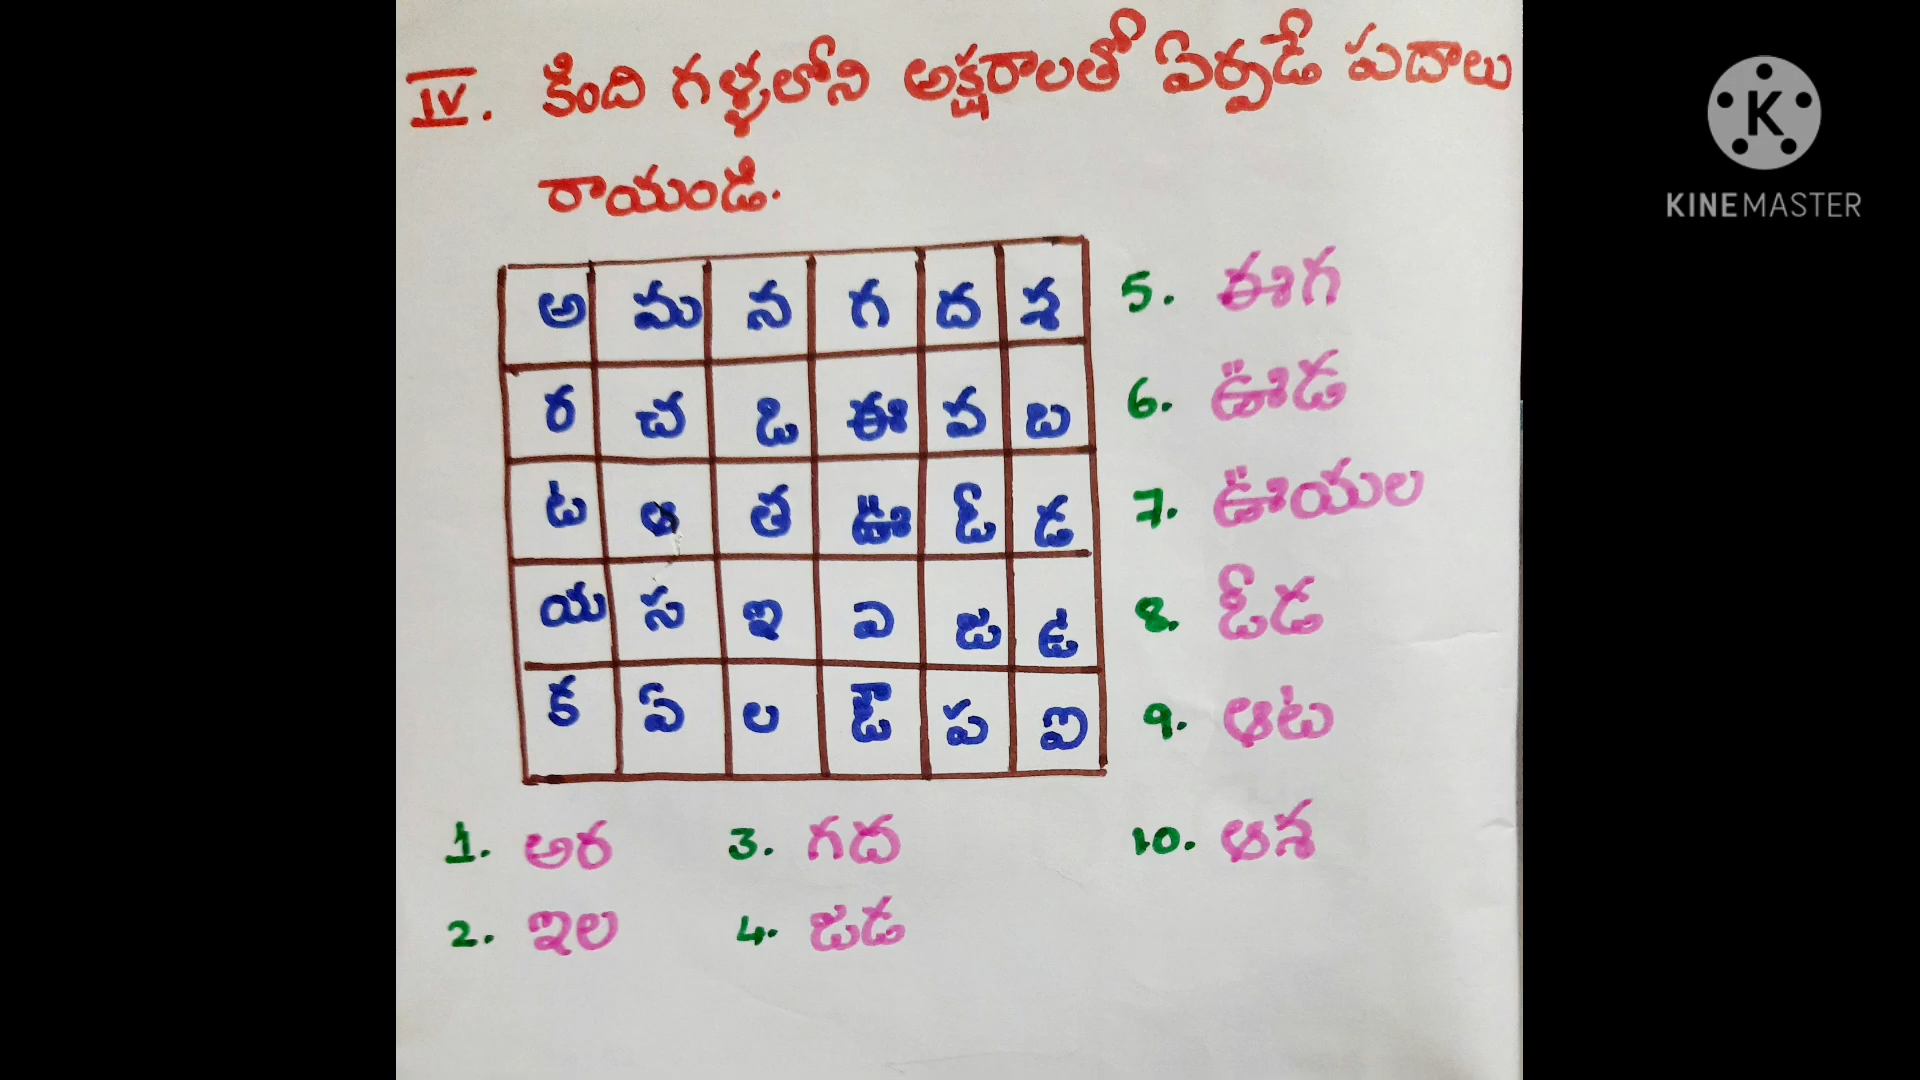 IV. కింది గళ్ళలోని అక్షరాలతో ఏర్పడే పదాలు
రాయండి.
అ మ న గ ద శ
ర చ ఒ ఈ వ బ
ట ఆ త ఊ ఓ డ
య స ఇ ఎ జ ఉ
క ఏ ల ఔ ప ఐ
1. అర
2. ఇల
3. గద
4. జడ
5. ఈగ
6. ఊడ
7. ఊయల
8. ఓడ
9. ఆట
10. ఆశ
K
KINEMASTER